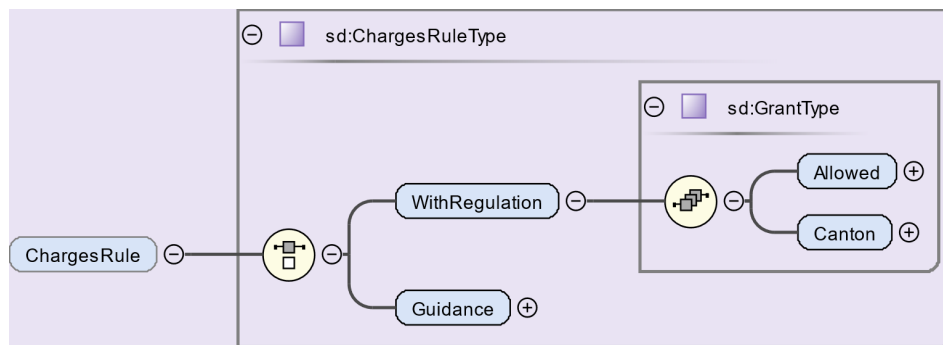 sd:ChargesRuleType
sd:GrantType
Allowed
WithRegulation
Canton
ChargesRule
Guidance